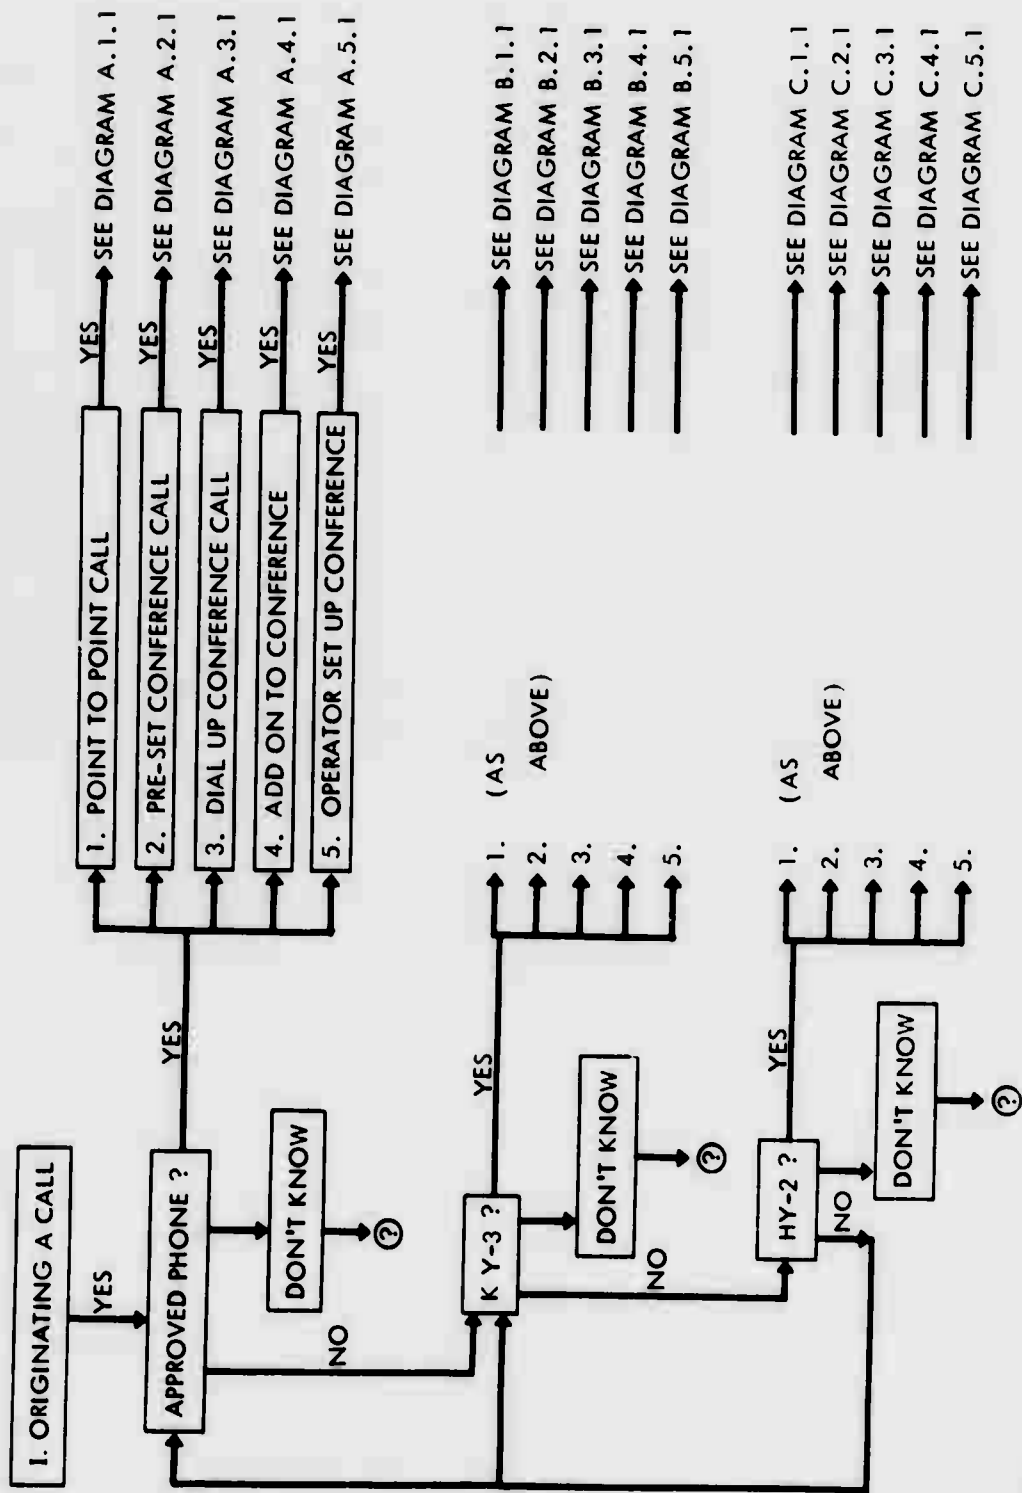 I. ORIGINATING A CALL
YES
APPROVED PHONE ?
YES
1. POINT TO POINT CALL
YES
SEE DIAGRAM A.1.1
2. PRE-SET CONFERENCE CALL
YES
SEE DIAGRAM A.2.1
3. DIAL UP CONFERENCE CALL
YES
SEE DIAGRAM A.3.1
4. ADD ON TO CONFERENCE
YES
SEE DIAGRAM A.4.1
5. OPERATOR SET UP CONFERENCE
YES
SEE DIAGRAM A.5.1
DON'T KNOW
?
NO
K Y-3 ?
YES
1. (AS
2. ABOVE)
3.
4.
5.
SEE DIAGRAM B.1.1
SEE DIAGRAM B.2.1
SEE DIAGRAM B.3.1
SEE DIAGRAM B.4.1
SEE DIAGRAM B.5.1
DON'T KNOW
?
NO
HY-2 ?
YES
1. (AS
2. ABOVE)
3.
4.
5.
SEE DIAGRAM C.1.1
SEE DIAGRAM C.2.1
SEE DIAGRAM C.3.1
SEE DIAGRAM C.4.1
SEE DIAGRAM C.5.1
NO
DON'T KNOW
?